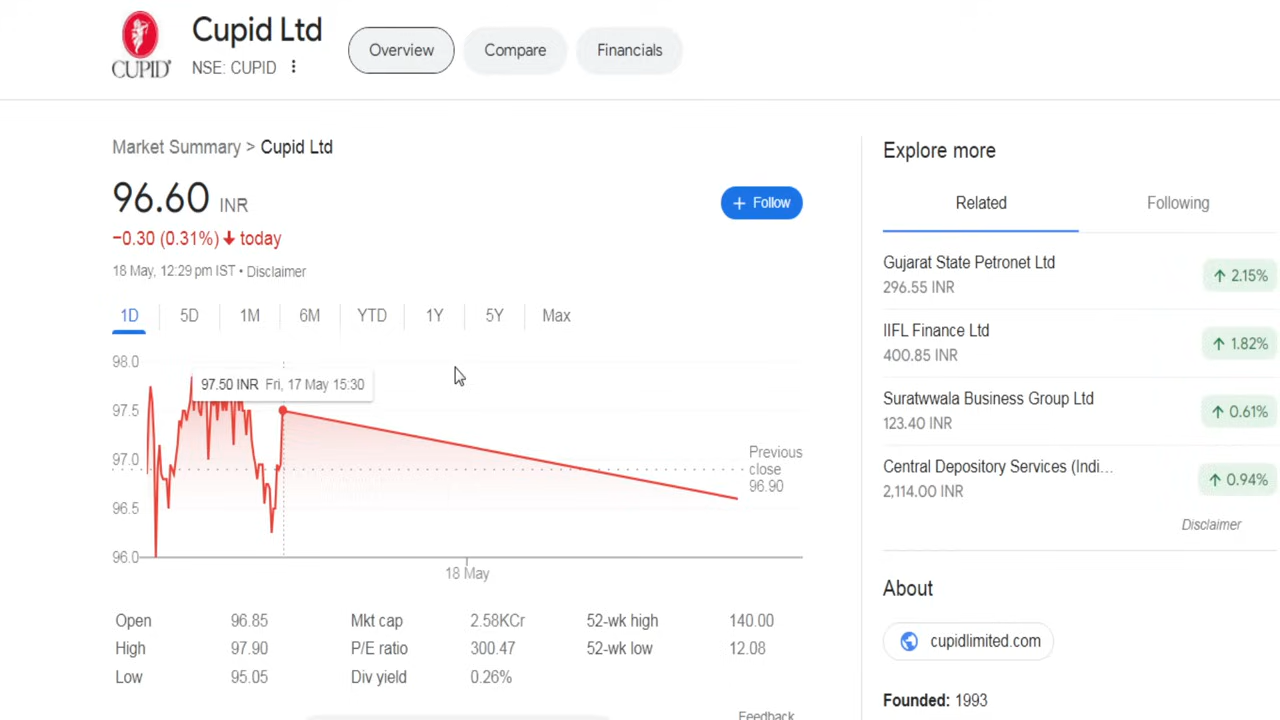 CUPID
Cupid Ltd
NSE: CUPID
Overview
Compare
Financials
Market Summary > Cupid Ltd
96.60 INR
+ Follow
−0.30 (0.31%) ↓ today
18 May, 12:29 pm IST • Disclaimer
1D 5D 1M 6M YTD 1Y 5Y Max
98.0
97.50 INR Fri, 17 May 15:30
97.5
97.0
96.5
96.0
Previous
close
96.90
18 May
Open 96.85 Mkt cap 2.58KCr 52-wk high 140.00
High 97.90 P/E ratio 300.47 52-wk low 12.08
Low 95.05 Div yield 0.26%
Feedback
Explore more
Related Following
Gujarat State Petronet Ltd
296.55 INR
↑ 2.15%
IIFL Finance Ltd
400.85 INR
↑ 1.82%
Suratwwala Business Group Ltd
123.40 INR
↑ 0.61%
Central Depository Services (Indi...
2,114.00 INR
↑ 0.94%
Disclaimer
About
cupidlimited.com
Founded: 1993